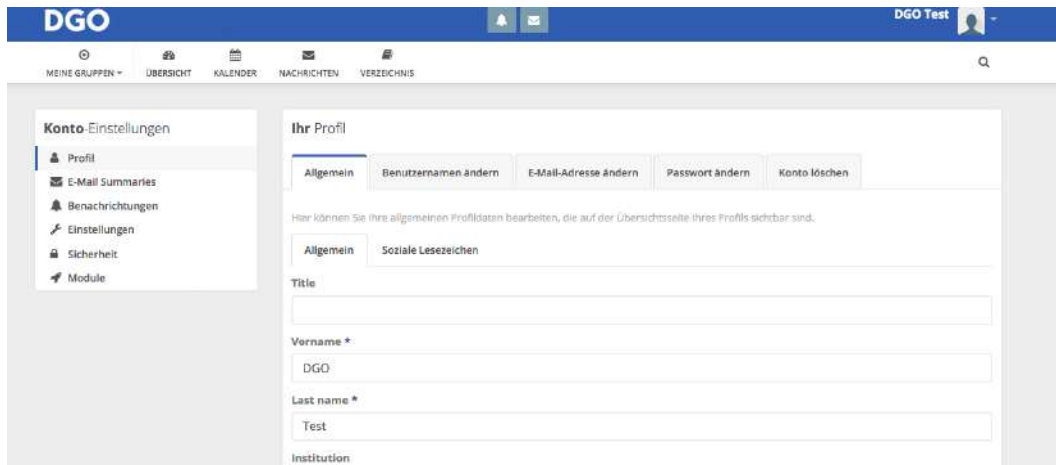 DGO
DGO Test
MEINE GRUPPEN
ÜBERSICHT
KALENDER
NACHRICHTEN
VERZEICHNIS
Konto-Einstellungen
Profil
E-Mail Summaries
Benachrichtungen
Einstellungen
Sicherheit
Module
Ihr Profil
Allgemein
Benutzernamen ändern
E-Mail-Adresse ändern
Passwort ändern
Konto löschen
Hier können Sie Ihre allgemeinen Profildaten bearbeiten, die auf der Übersichtsseite Ihres Profils sichtbar sind.
Allgemein
Soziale Lesezeichen
Title
Vorname *
DGO
Last name *
Test
Institution